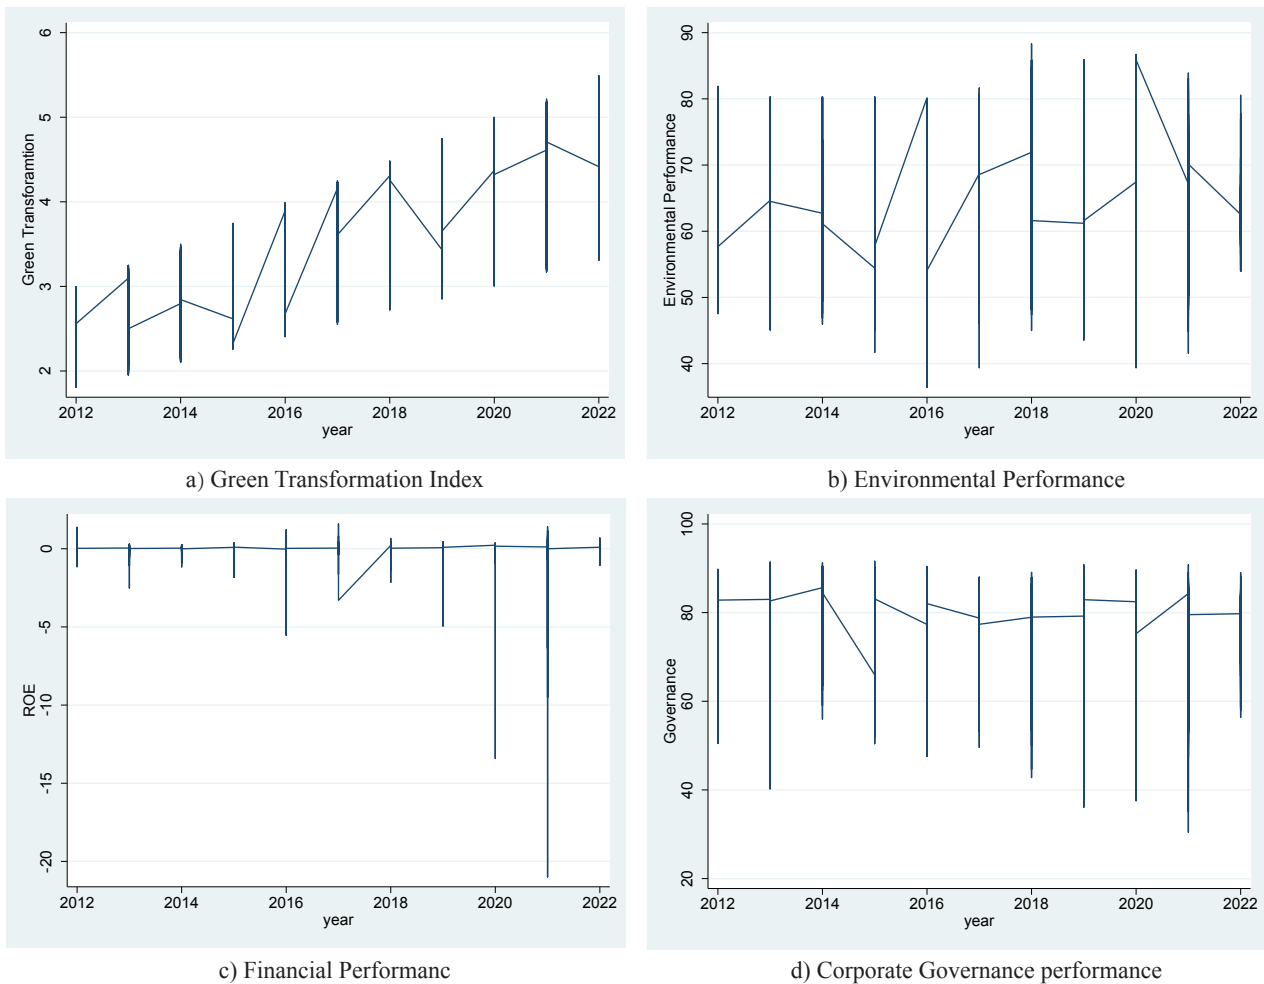 6
5
4
3
2
Green Transforamtion
2012 2014 2016 2018 2020 2022
year
a) Green Transformation Index
90
80
70
60
50
40
Environmental Performance
2012 2014 2016 2018 2020 2022
year
b) Environmental Performance
0
-5
-10
-15
-20
ROE
2012 2014 2016 2018 2020 2022
year
c) Financial Performanc
100
80
60
40
20
Governance
2012 2014 2016 2018 2020 2022
year
d) Corporate Governance performance